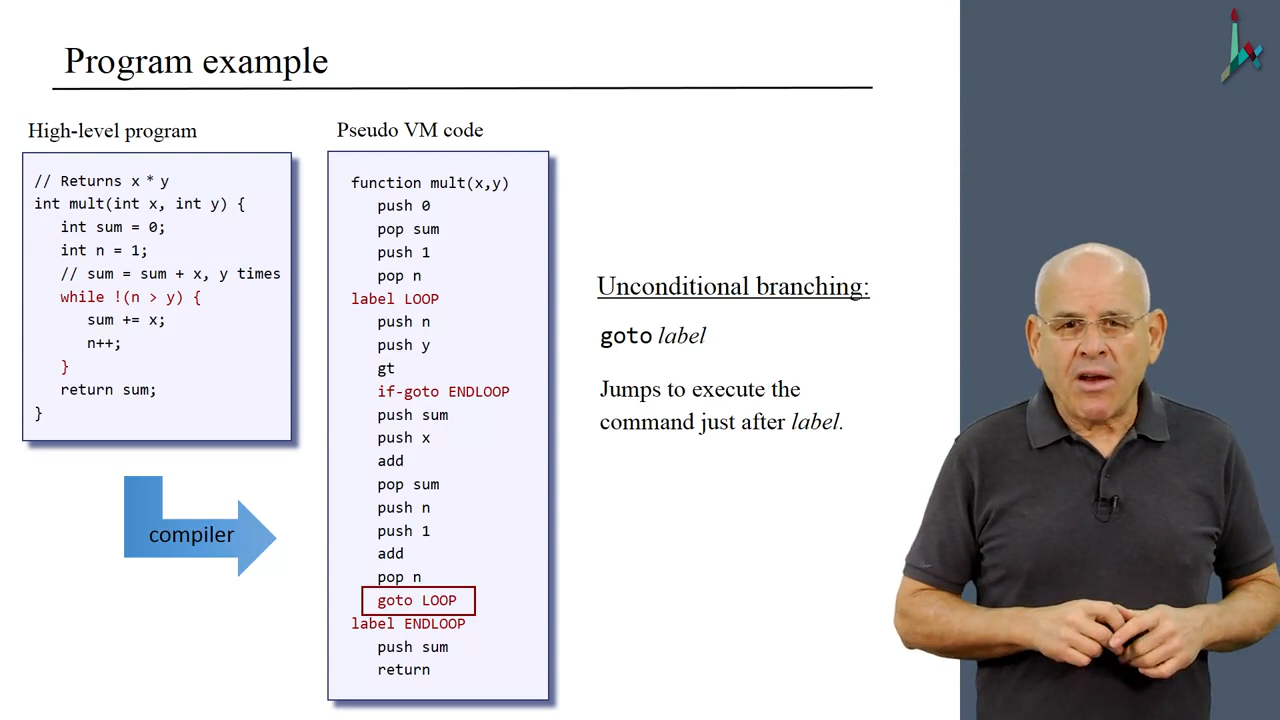 Program example
High-level program
// Returns x * y
int mult(int x, int y) {
int sum = 0;
int n = 1;
// sum = sum + x, y times
while !(n > y) {
sum += x;
n++;
}
return sum;
}
compiler
Pseudo VM code
function mult(x,y)
push 0
pop sum
push 1
pop n
label LOOP
push n
push y
gt
if-goto ENDLOOP
push sum
push x
add
pop sum
push n
push 1
add
pop n
goto LOOP
label ENDLOOP
push sum
return
Unconditional branching:
goto label
Jumps to execute the
command just after label.